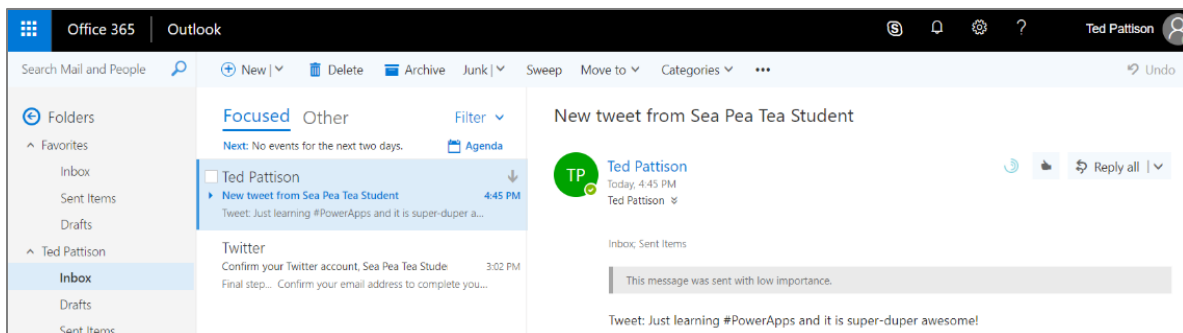 Office 365 Outlook Ted Pattison
Search Mail and People New Delete Archive Junk Sweep Move to Categories ••• Undo
Folders
Favorites
Inbox
Sent Items
Drafts
Ted Pattison
Inbox
Drafts
Sent Items
Focused Other Filter
Next: No events for the next two days. Agenda
Ted Pattison
New tweet from Sea Pea Tea Student 4:45 PM
Tweet: Just learning #PowerApps and it is super-duper a...
Twitter
Confirm your Twitter account, Sea Pea Tea Stude 3:02 PM
Final step... Confirm your email address to complete you...
New tweet from Sea Pea Tea Student
TP
Ted Pattison
Today, 4:45 PM
Ted Pattison
Reply all
Inbox; Sent Items
This message was sent with low importance.
Tweet: Just learning #PowerApps and it is super-duper awesome!